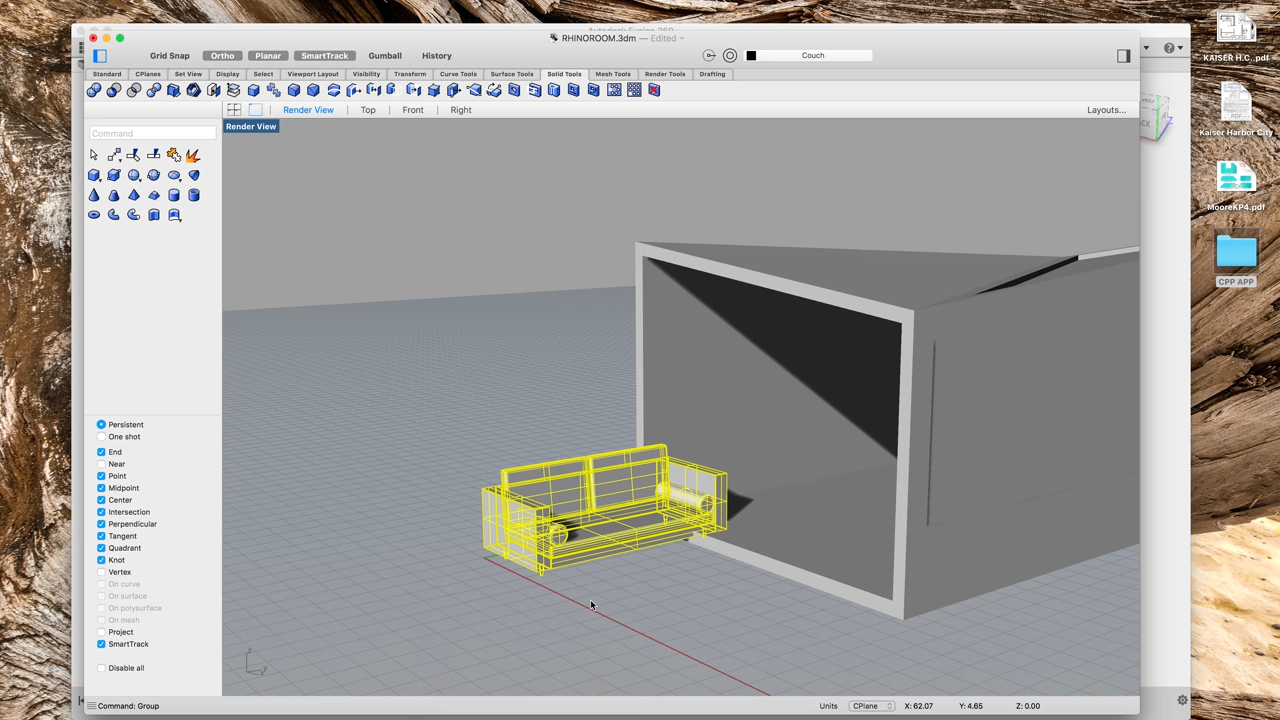 Autodesk Fusion 360
RHINOROOM.3dm — Edited
Grid Snap Ortho Planar SmartTrack Gumball History Couch
Standard CPlanes Set View Display Select Viewport Layout Visibility Transform Curve Tools Surface Tools Solid Tools Mesh Tools Render Tools Drafting
Render View Top Front Right Layouts...
Render View
Command
Persistent
One shot
End
Near
Point
Midpoint
Center
Intersection
Perpendicular
Tangent
Quadrant
Knot
Vertex
On curve
On surface
On polysurface
On mesh
Project
SmartTrack
Disable all
z
y
Command: Group Units CPlane X: 62.07 Y: 4.65 Z: 0.00
KAISER H.C..pdf
Kaiser Harbor City
MooreKP4.pdf
CPP APP